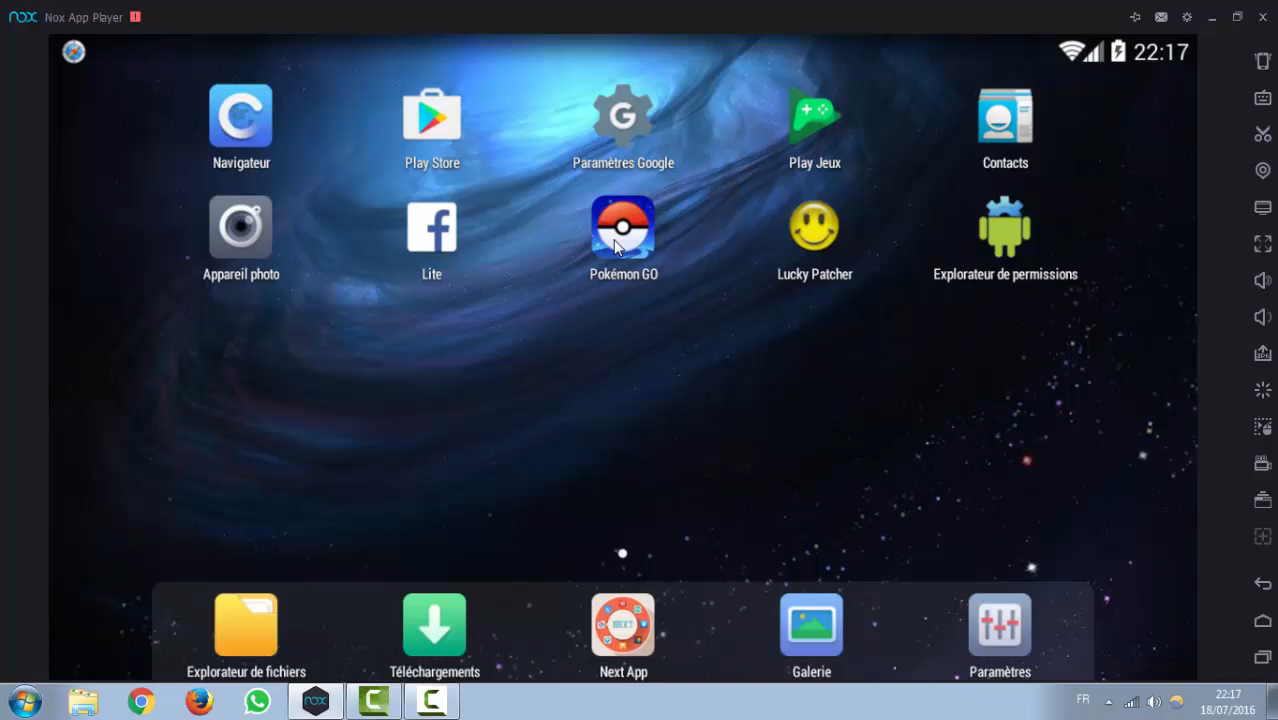 nox Nox App Player !
22:17
Navigateur
Play Store
G
Paramètres Google
Play Jeux
Contacts
Appareil photo
Lite
Pokémon GO
Lucky Patcher
Explorateur de permissions
NEXT
Explorateur de fichiers
Téléchargements
Next App
Galerie
Paramètres
nox
FR
22:17
18/07/2016